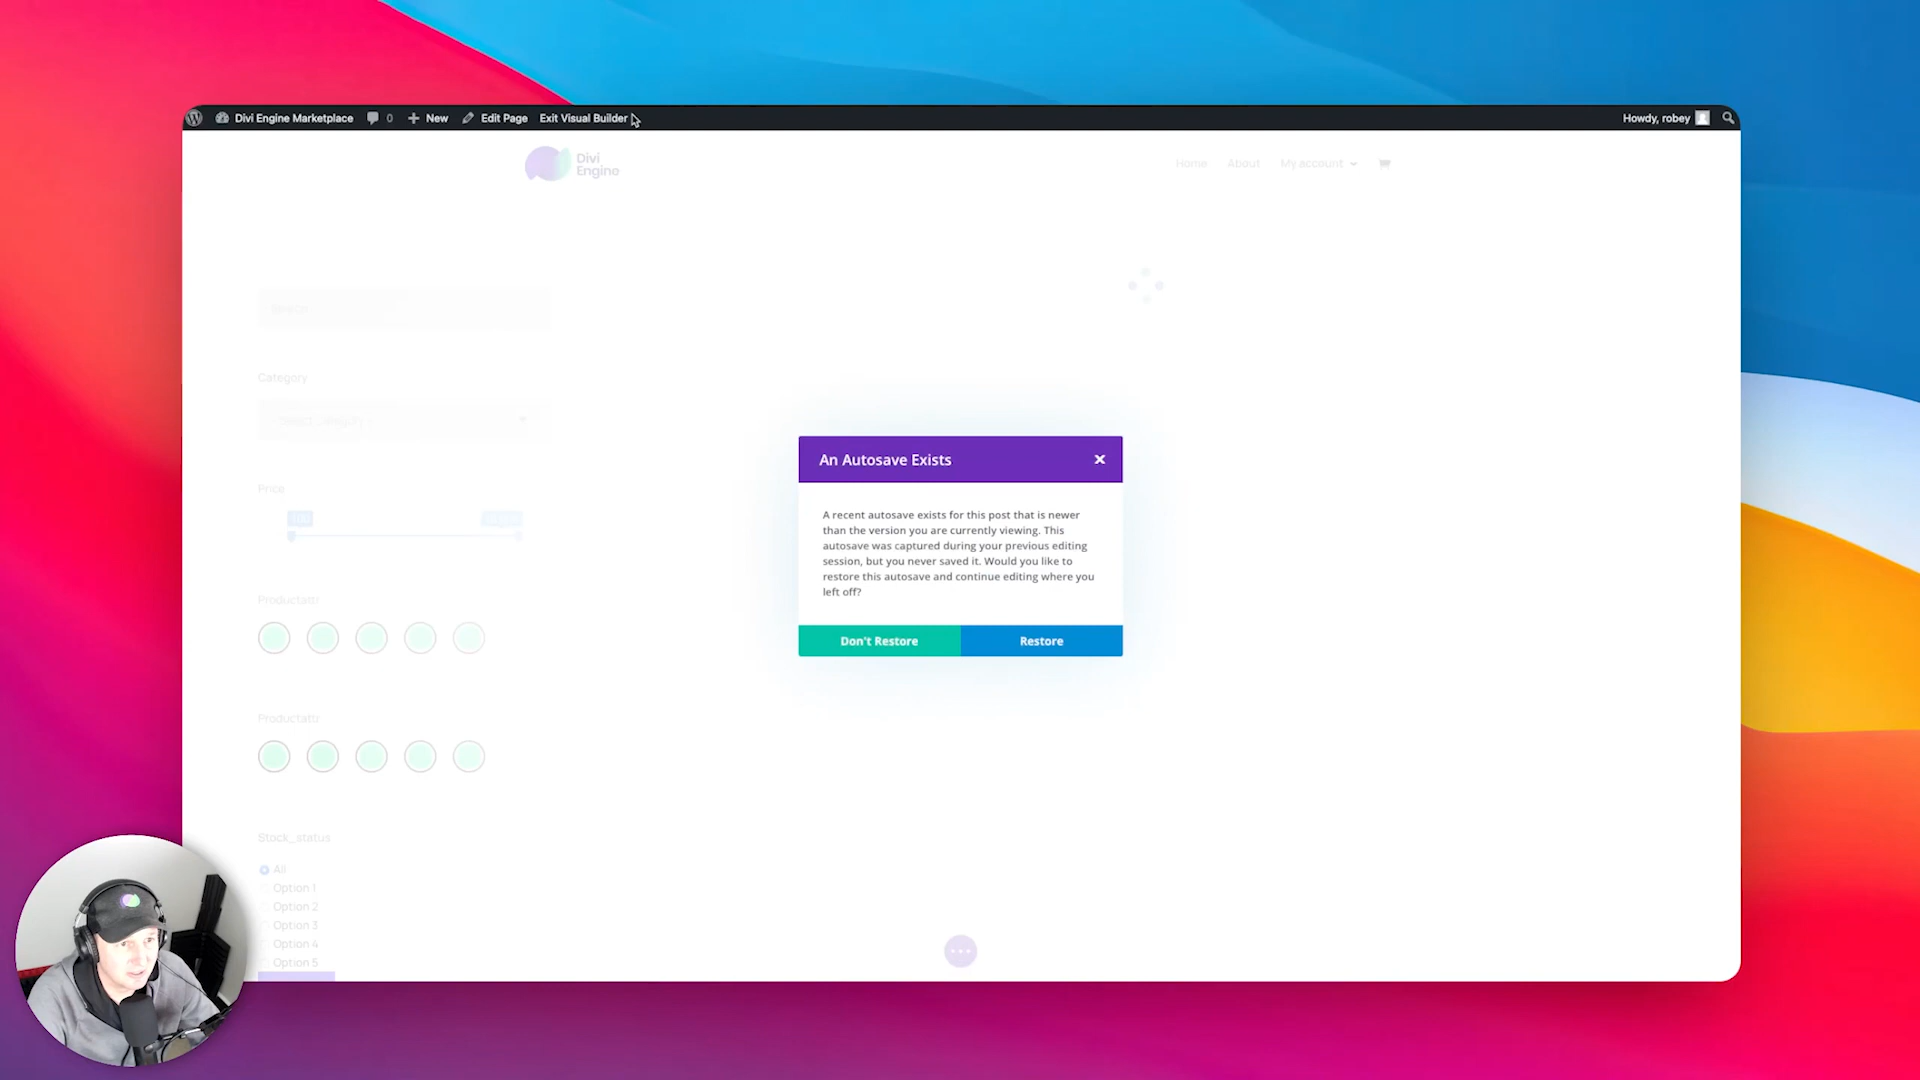 Divi Engine Marketplace 0 New Edit Page Exit Visual Builder Howdy, robey
Divi
Engine
Home About My account
Search
Category
Select Category
Price
An Autosave Exists
A recent autosave exists for this post that is newer
than the version you are currently viewing. This
autosave was captured during your previous editing
session, but you never saved it. Would you like to
restore this autosave and continue editing where you
left off?
Don't Restore Restore
Productattr
Productattr
Stock_status
All
Option 1
Option 2
Option 3
Option 4
Option 5